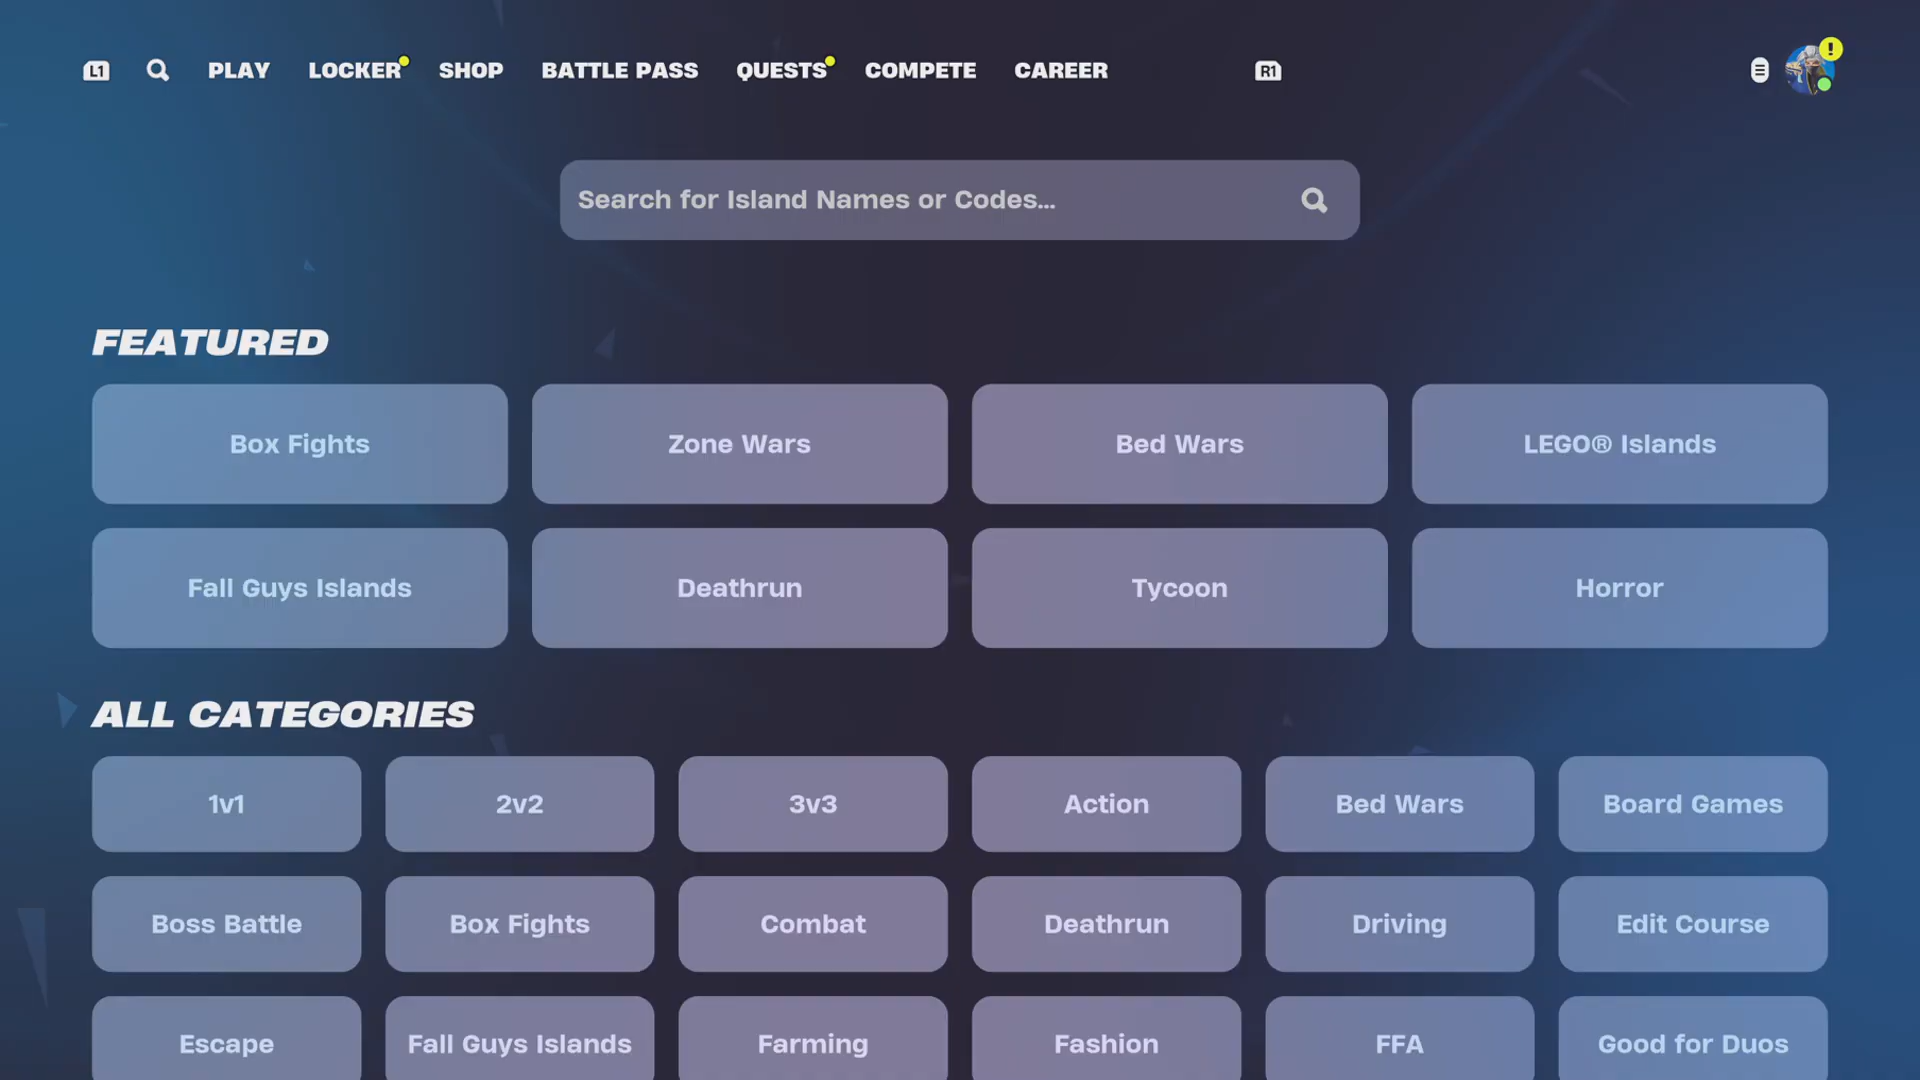 L1 PLAY LOCKER SHOP BATTLE PASS QUESTS COMPETE CAREER R1 !
Search for Island Names or Codes...
FEATURED
Box Fights Zone Wars Bed Wars LEGO® Islands
Fall Guys Islands Deathrun Tycoon Horror
ALL CATEGORIES
1v1 2v2 3v3 Action Bed Wars Board Games
Boss Battle Box Fights Combat Deathrun Driving Edit Course
Escape Fall Guys Islands Farming Fashion FFA Good for Duos